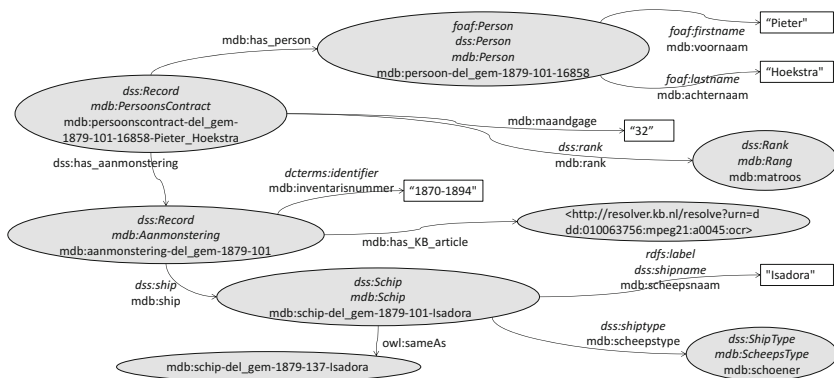 foaf:Person
dss:Person
mdb:Person
mdb:persoon-del_gem-1879-101-16858
mdb:has_person
foaf:firstname
mdb:voornaam
"Pieter"
foaf:lastname
mdb:achternaam
"Hoekstra"
dss:Record
mdb:PersoonsContract
mdb:persoonscontract-del_gem-
1879-101-16858-Pieter_Hoekstra
mdb:maandgage
"32"
dss:rank
mdb:rank
dss:Rank
mdb:Rang
mdb:matroos
dss:has_aanmonstering
dcterms:identifier
mdb:inventarisnummer
"1870-1894"
dss:Record
mdb:Aanmonstering
mdb:aanmonstering-del_gem-1879-101
mdb:has_KB_article
<http://resolver.kb.nl/resolve?urn=d
dd:010063756:mpeg21:a0045:ocr>
dss:ship
mdb:ship
dss:Schip
mdb:Schip
mdb:schip-del_gem-1879-101-Isadora
rdfs:label
dss:shipname
mdb:scheepsnaam
"Isadora"
dss:shiptype
mdb:scheepstype
dss:ShipType
mdb:ScheepsType
mdb:schoener
owl:sameAs
mdb:schip-del_gem-1879-137-Isadora